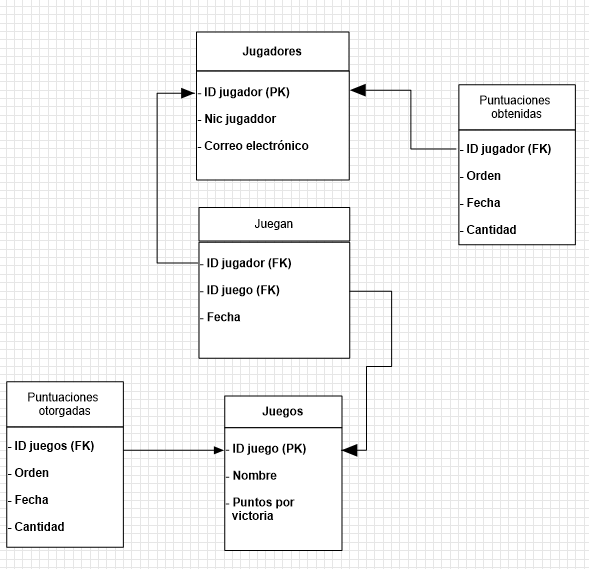 Jugadores
- ID jugador (PK)
- Nic jugaddor
- Correo electrónico
Puntuaciones
obtenidas
- ID jugador (FK)
- Orden
- Fecha
- Cantidad
Juegan
- ID jugador (FK)
- ID juego (FK)
- Fecha
Puntuaciones
otorgadas
- ID juegos (FK)
- Orden
- Fecha
- Cantidad
Juegos
- ID juego (PK)
- Nombre
- Puntos por
victoria